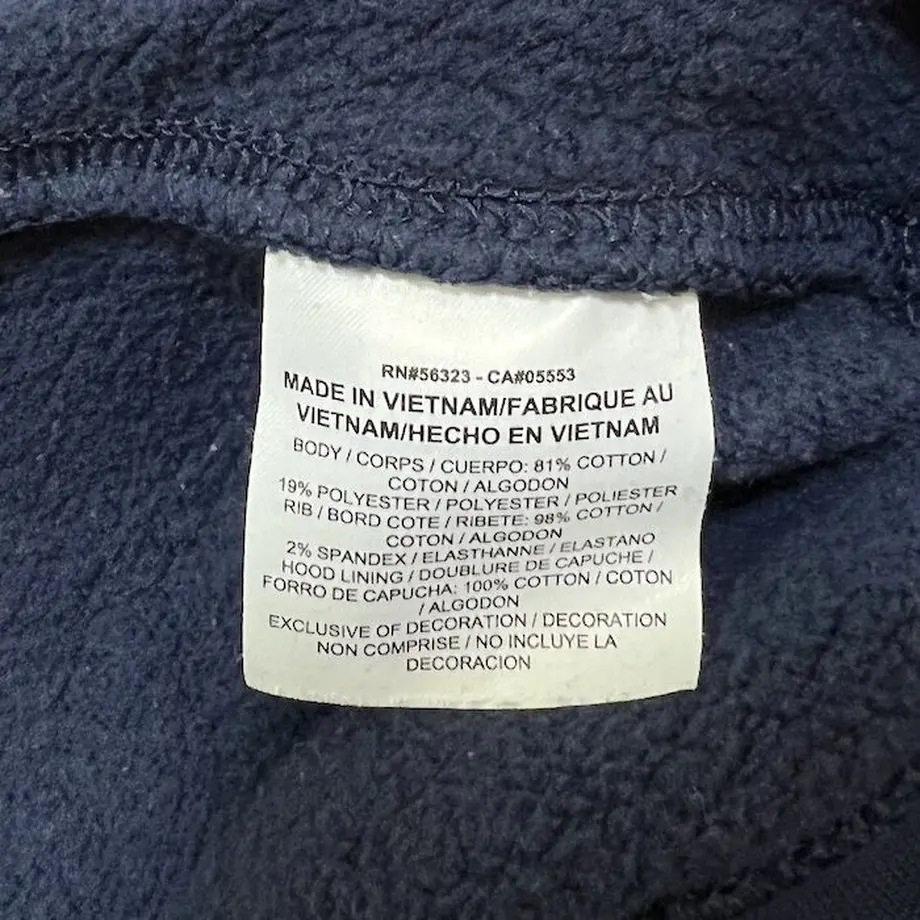 RN#56323 - CA#05553
MADE IN VIETNAM/FABRIQUE AU
VIETNAM/HECHO EN VIETNAM
BODY / CORPS / CUERPO: 81% COTTON /
COTON / ALGODON
19% POLYESTER / POLYESTER / POLIESTER
RIB / BORD COTE / RIBETE: 98% COTTON /
COTON / ALGODON
2% SPANDEX / ELASTHANNE / ELASTANO
HOOD LINING / DOUBLURE DE CAPUCHE /
FORRO DE CAPUCHA: 100% COTTON / COTON
/ ALGODON
EXCLUSIVE OF DECORATION / DECORATION
NON COMPRISE / NO INCLUYE LA
DECORACION